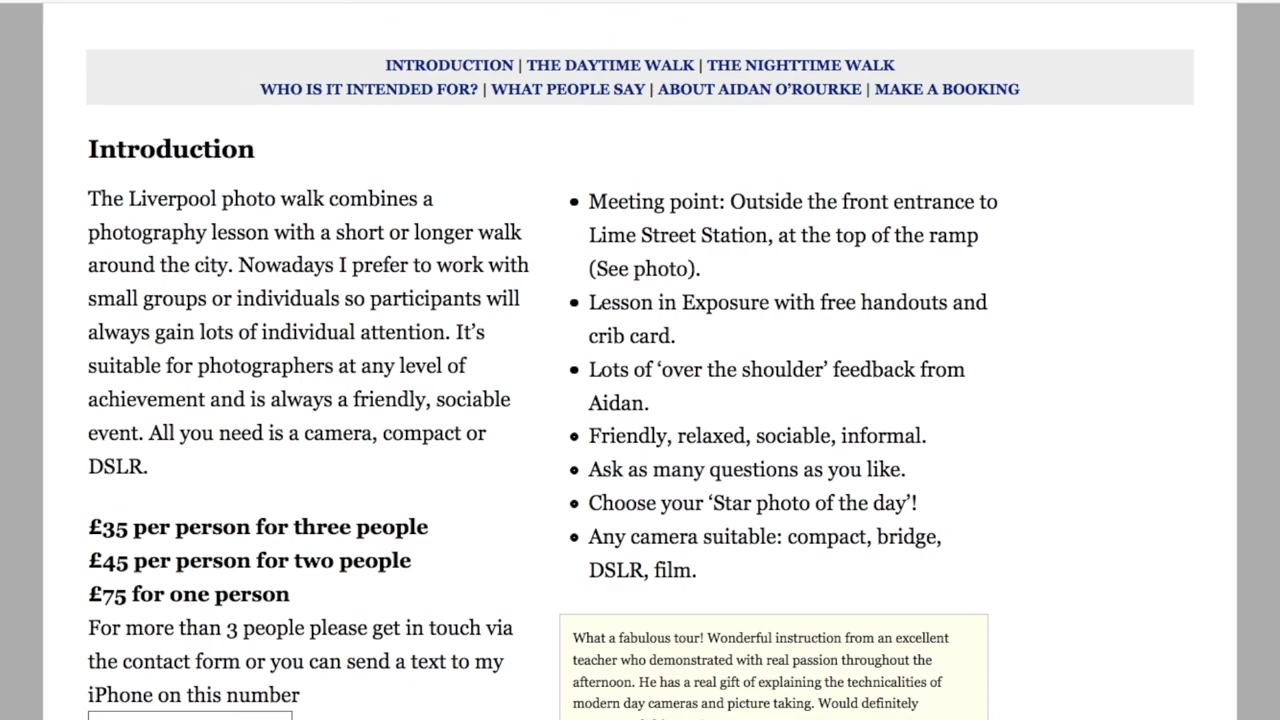 INTRODUCTION | THE DAYTIME WALK | THE NIGHTTIME WALK
WHO IS IT INTENDED FOR? | WHAT PEOPLE SAY | ABOUT AIDAN O’ROURKE | MAKE A BOOKING
Introduction
The Liverpool photo walk combines a
photography lesson with a short or longer walk
around the city. Nowadays I prefer to work with
small groups or individuals so participants will
always gain lots of individual attention. It’s
suitable for photographers at any level of
achievement and is always a friendly, sociable
event. All you need is a camera, compact or
DSLR.
£35 per person for three people
£45 per person for two people
£75 for one person
For more than 3 people please get in touch via
the contact form or you can send a text to my
iPhone on this number
• Meeting point: Outside the front entrance to
Lime Street Station, at the top of the ramp
(See photo).
• Lesson in Exposure with free handouts and
crib card.
• Lots of ‘over the shoulder’ feedback from
Aidan.
• Friendly, relaxed, sociable, informal.
• Ask as many questions as you like.
• Choose your ‘Star photo of the day’!
• Any camera suitable: compact, bridge,
DSLR, film.
What a fabulous tour! Wonderful instruction from an excellent
teacher who demonstrated with real passion throughout the
afternoon. He has a real gift of explaining the technicalities of
modern day cameras and picture taking. Would definitely